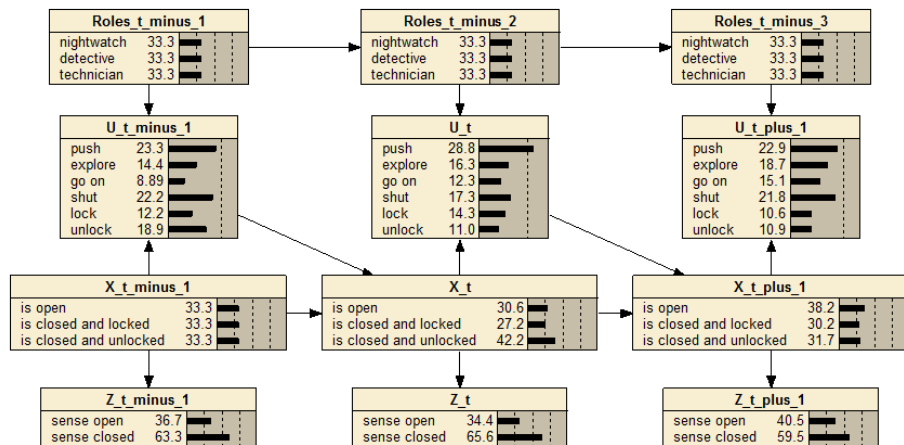 Roles_t_minus_1
nightwatch 33.3
detective 33.3
technician 33.3
Roles_t_minus_2
nightwatch 33.3
detective 33.3
technician 33.3
Roles_t_minus_3
nightwatch 33.3
detective 33.3
technician 33.3
U_t_minus_1
push 23.3
explore 14.4
go on 8.89
shut 22.2
lock 12.2
unlock 18.9
U_t
push 28.8
explore 16.3
go on 12.3
shut 17.3
lock 14.3
unlock 11.0
U_t_plus_1
push 22.9
explore 18.7
go on 15.1
shut 21.8
lock 10.6
unlock 10.9
X_t_minus_1
is open 33.3
is closed and locked 33.3
is closed and unlocked 33.3
X_t
is open 30.6
is closed and locked 27.2
is closed and unlocked 42.2
X_t_plus_1
is open 38.2
is closed and locked 30.2
is closed and unlocked 31.7
Z_t_minus_1
sense open 36.7
sense closed 63.3
Z_t
sense open 34.4
sense closed 65.6
Z_t_plus_1
sense open 40.5
sense closed 59.5